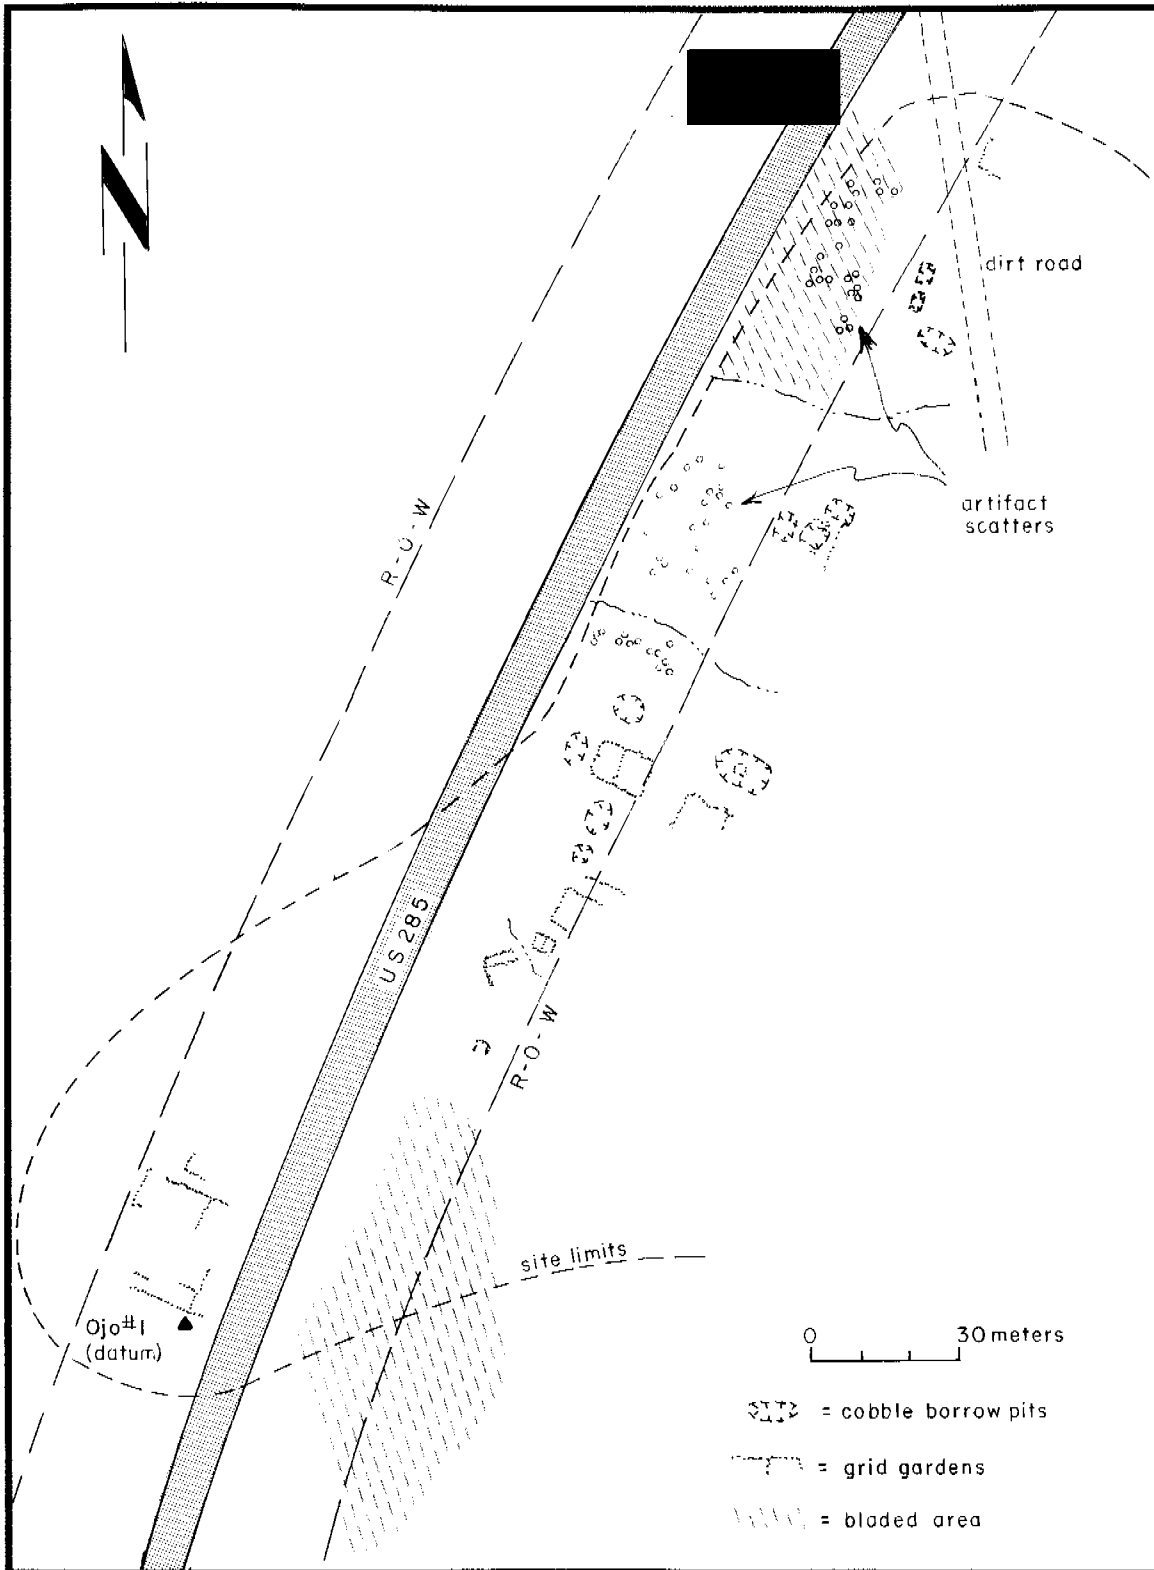 N
dirt road
artifact
scatters
R-O-W
US 285
R-O-W
site limits
Ojo #1
(datum)
0 30 meters
= cobble borrow pits
= grid gardens
= bladed area